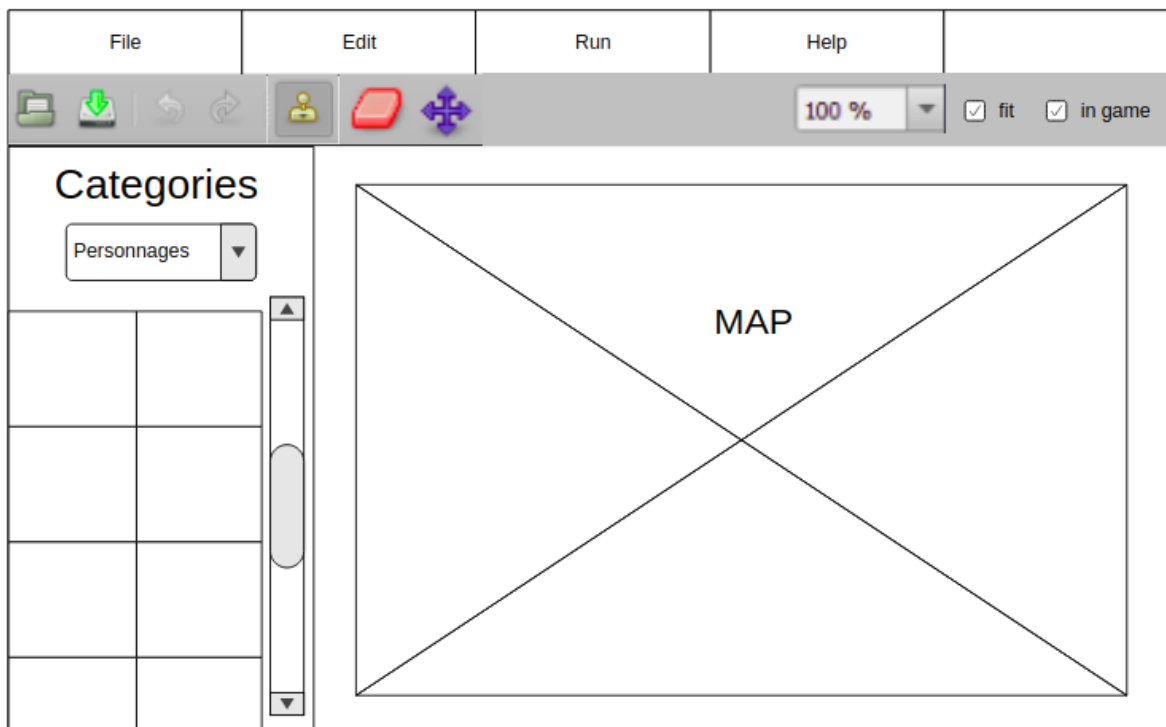 File Edit Run Help
100 % fit in game
Categories
Personnages
MAP